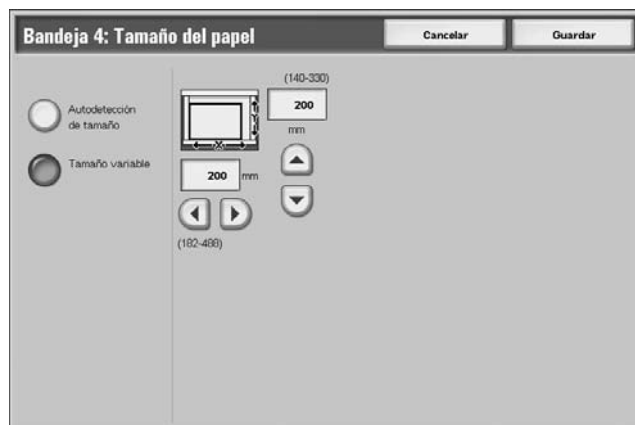 Bandeja 4: Tamaño del papel
Cancelar
Guardar
Autodetección
de tamaño
Tamaño variable
(140-330)
200
mm
Y
X
200 mm
(182-488)